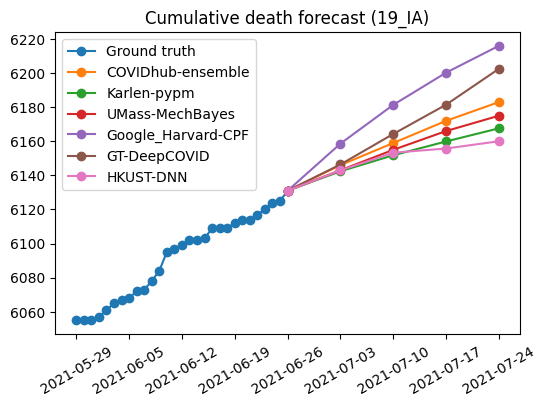 Cumulative death forecast (19_IA)
6220
6200
6180
6160
6140
6120
6100
6080
6060
Ground truth
COVIDhub-ensemble
Karlen-pypm
UMass-MechBayes
Google_Harvard-CPF
GT-DeepCOVID
HKUST-DNN
2021-05-29
2021-06-05
2021-06-12
2021-06-19
2021-06-26
2021-07-03
2021-07-10
2021-07-17
2021-07-24